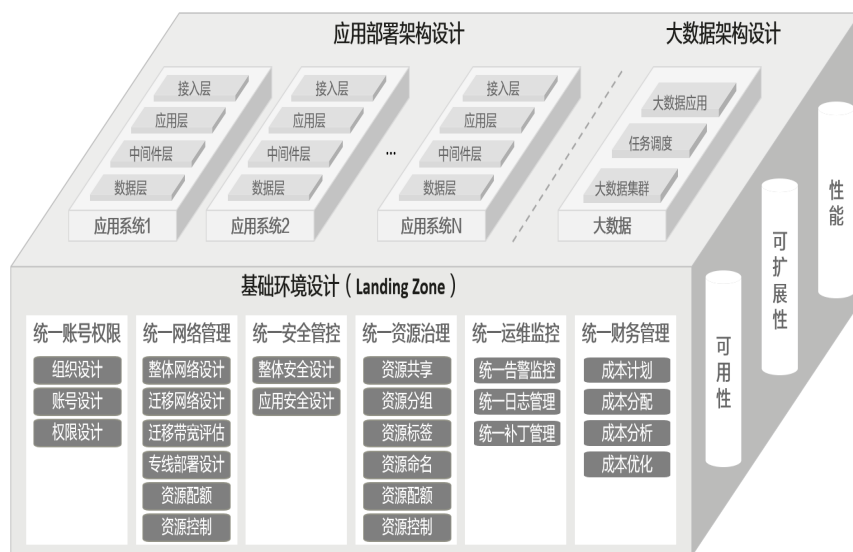 应用部署架构设计
大数据架构设计
接入层
应用层
中间件层
数据层
应用系统1
接入层
应用层
中间件层
数据层
应用系统2
...
接入层
应用层
中间件层
数据层
应用系统N
大数据应用
任务调度
大数据集群
大数据
基础环境设计（Landing Zone）
统一账号权限
组织设计
账号设计
权限设计
统一网络管理
整体网络设计
迁移网络设计
迁移带宽评估
专线部署设计
资源配额
资源控制
统一安全管控
整体安全设计
应用安全设计
统一资源治理
资源共享
资源分组
资源标签
资源命名
资源配额
资源控制
统一运维监控
统一告警监控
统一日志管理
统一补丁管理
统一财务管理
成本计划
成本分配
成本分析
成本优化
可用性
可扩展性
性能